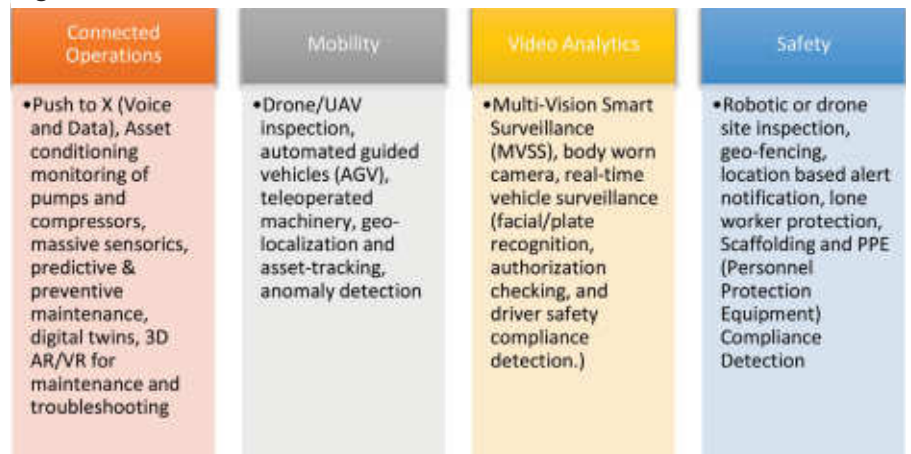 Connected
Operations
•Push to X (Voice
and Data), Asset
conditioning
monitoring of
pumps and
compressors,
massive sensorics,
predictive &
preventive
maintenance,
digital twins, 3D
AR/VR for
maintenance and
troubleshooting
Mobility
•Drone/UAV
inspection,
automated guided
vehicles (AGV),
teleoperated
machinery, geo-
localization and
asset-tracking,
anomaly detection
Video Analytics
•Multi-Vision Smart
Surveillance
(MVSS), body worn
camera, real-time
vehicle surveillance
(facial/plate
recognition,
authorization
checking, and
driver safety
compliance
detection.)
Safety
•Robotic or drone
site inspection,
geo-fencing,
location based alert
notification, lone
worker protection,
Scaffolding and PPE
(Personnel
Protection
Equipment)
Compliance
Detection